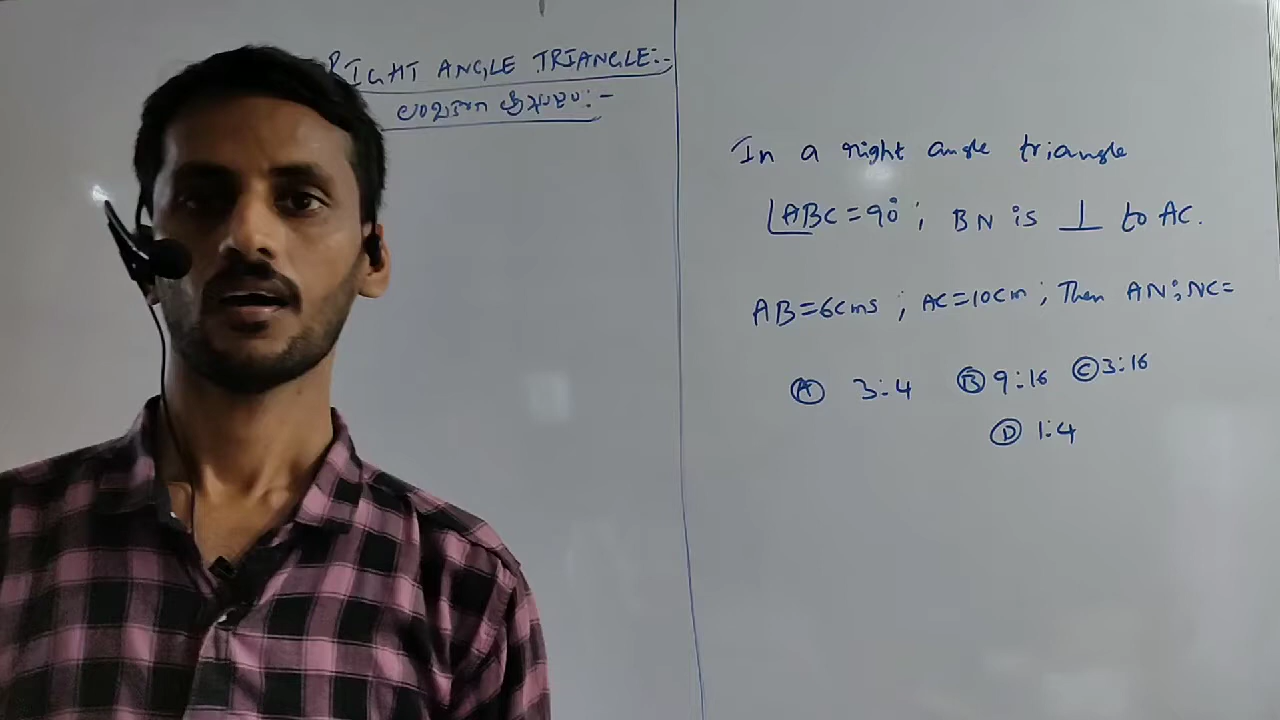 RIGHT ANGLE TRIANGLE:-
లంబకోణ త్రిభుజం:-
In a right angle triangle
∠ABC = 90°; BN is ⊥ to AC.
AB=6cms ; AC=10cm ; Then AN:NC=
Ⓐ 3:4 Ⓑ 9:16 Ⓒ 3:16
Ⓓ 1:4